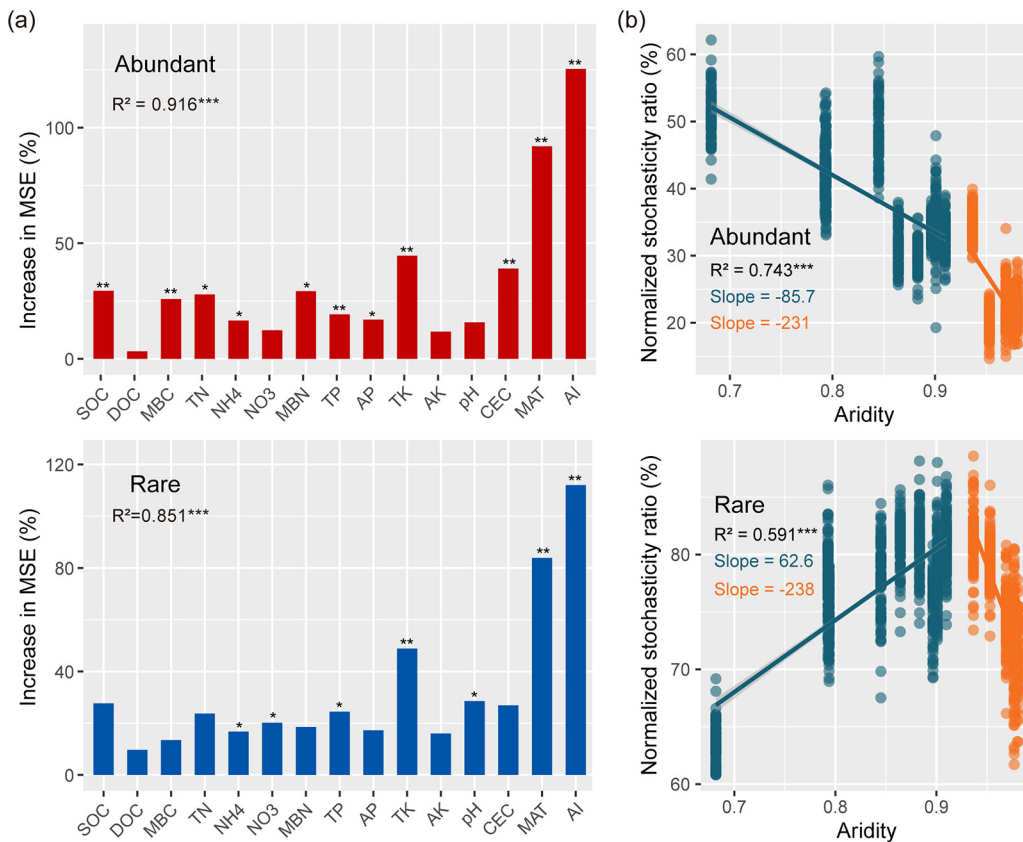 (a)
Increase in MSE (%)
100
50
0
Abundant
R² = 0.916***
** ** * * * ** * ** ** ** **
SOC DOC MBC TN NH4 NO3 MBN TP AP TK AK pH CEC MAT AI
Increase in MSE (%)
120
80
40
0
Rare
R²=0.851***
* * * ** * ** **
SOC DOC MBC TN NH4 NO3 MBN TP AP TK AK pH CEC MAT AI
(b)
Normalized stochasticity ratio (%)
60
50
40
30
20
Abundant
R² = 0.743***
Slope = -85.7
Slope = -231
0.7 0.8 0.9
Aridity
Normalized stochasticity ratio (%)
80
70
60
Rare
R² = 0.591***
Slope = 62.6
Slope = -238
0.7 0.8 0.9
Aridity